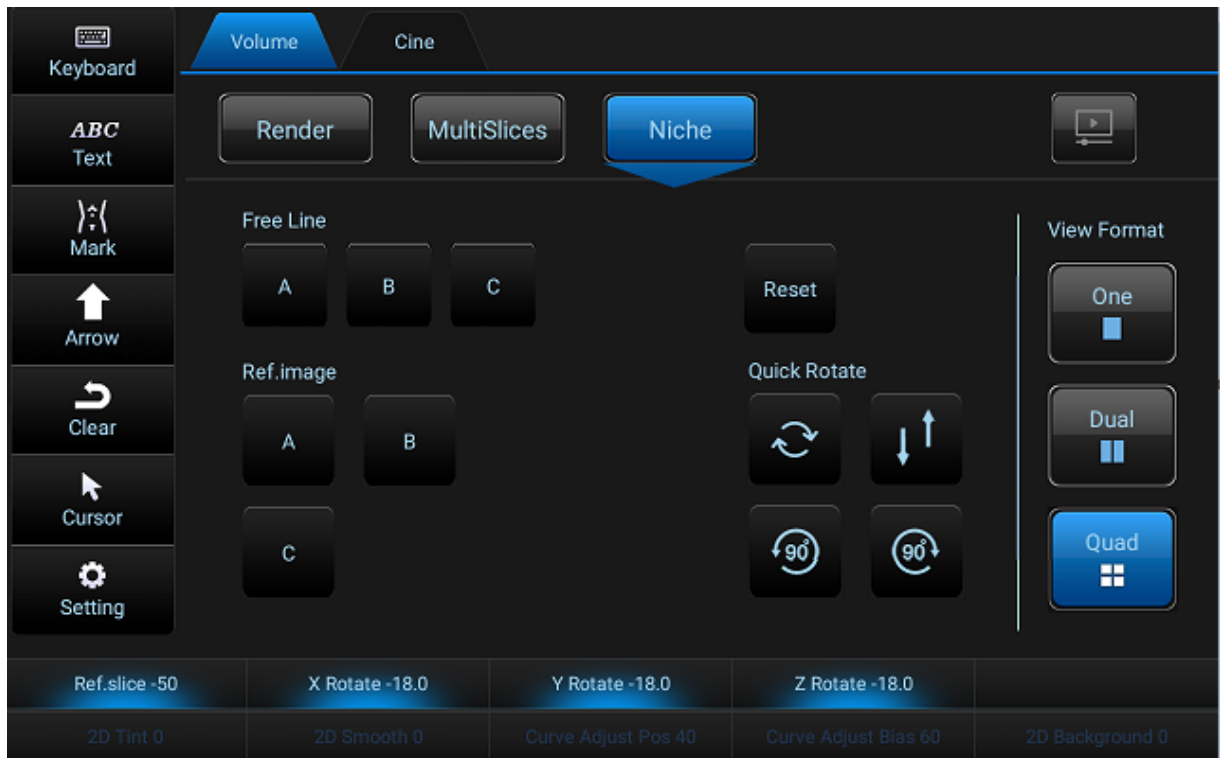 Keyboard
ABC
Text
Mark
Arrow
Clear
Cursor
Setting
Volume Cine
Render MultiSlices Niche
Free Line
A B C
Reset
Ref.image
A B
C
Quick Rotate
90° 90°
View Format
One
Dual
Quad
Ref.slice -50 X Rotate -18.0 Y Rotate -18.0 Z Rotate -18.0
2D Tint 0 2D Smooth 0 Curve Adjust Pos 40 Curve Adjust Bias 60 2D Background 0